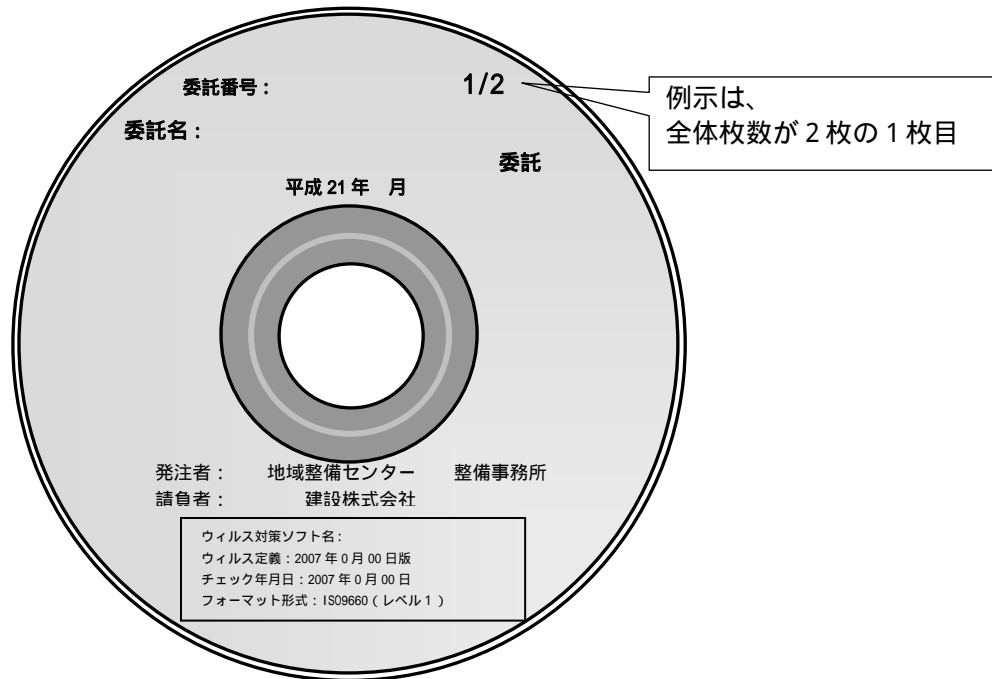 委託番号： 1/2
例示は、
全体枚数が２枚の１枚目
委託名：
委託
平成21年 月
発注者： 地域整備センター 整備事務所
請負者： 建設株式会社
ウィルス対策ソフト名：
ウィルス定義：2007年0月00日版
チェック年月日：2007年0月00日
フォーマット形式：ISO9660（レベル１）